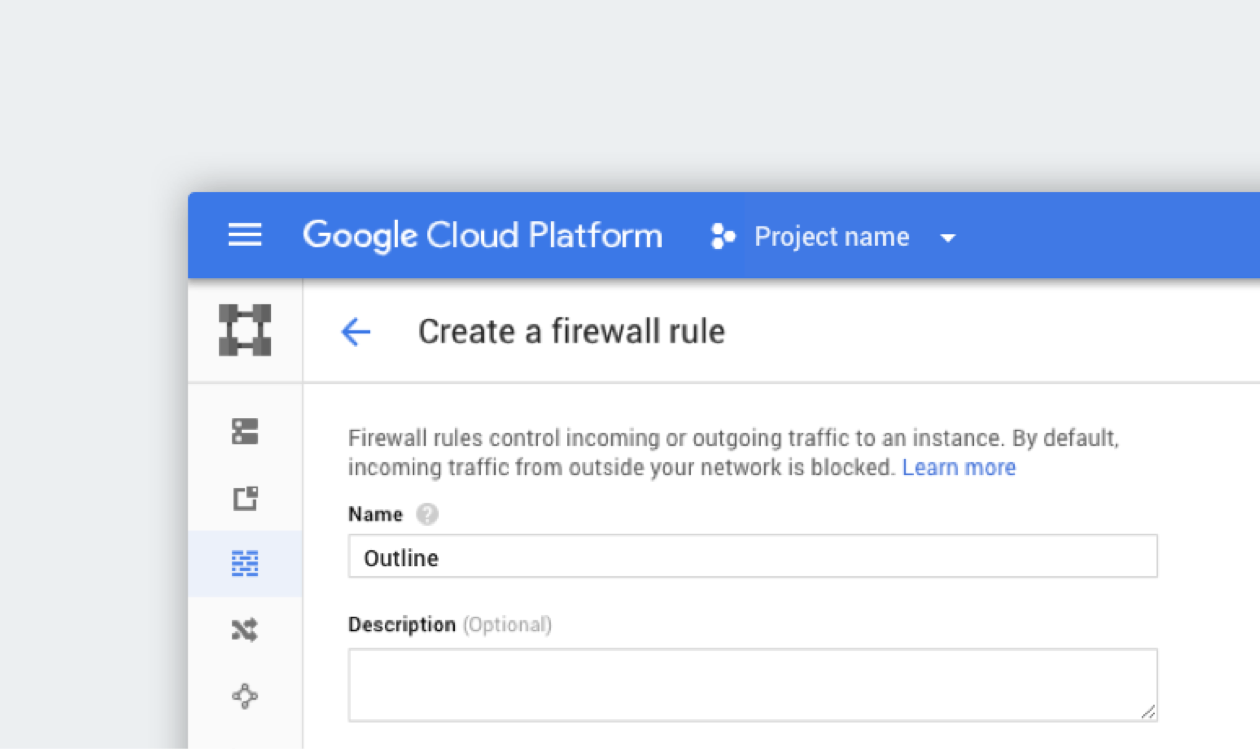 Google Cloud Platform Project name
Create a firewall rule
Firewall rules control incoming or outgoing traffic to an instance. By default,
incoming traffic from outside your network is blocked. Learn more
Name ?
Outline
Description (Optional)